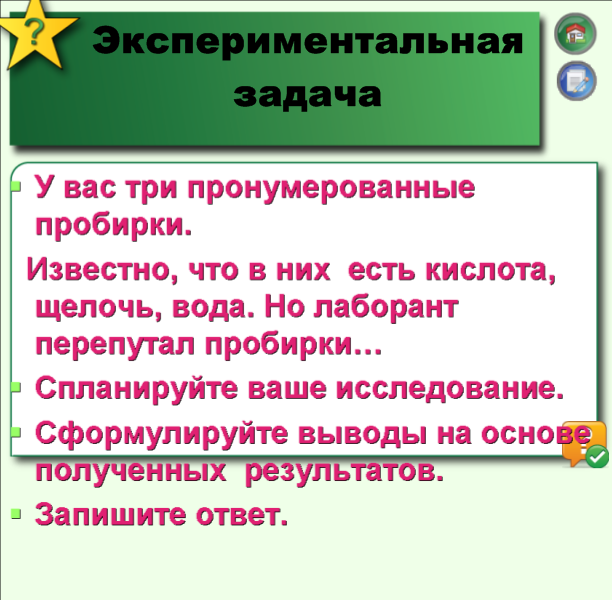 ?
Экспериментальная
задача
У вас три пронумерованные
пробирки.
Известно, что в них есть кислота,
щелочь, вода. Но лаборант
перепутал пробирки...
Спланируйте ваше исследование.
Сформулируйте выводы на основе
полученных результатов.
Запишите ответ.